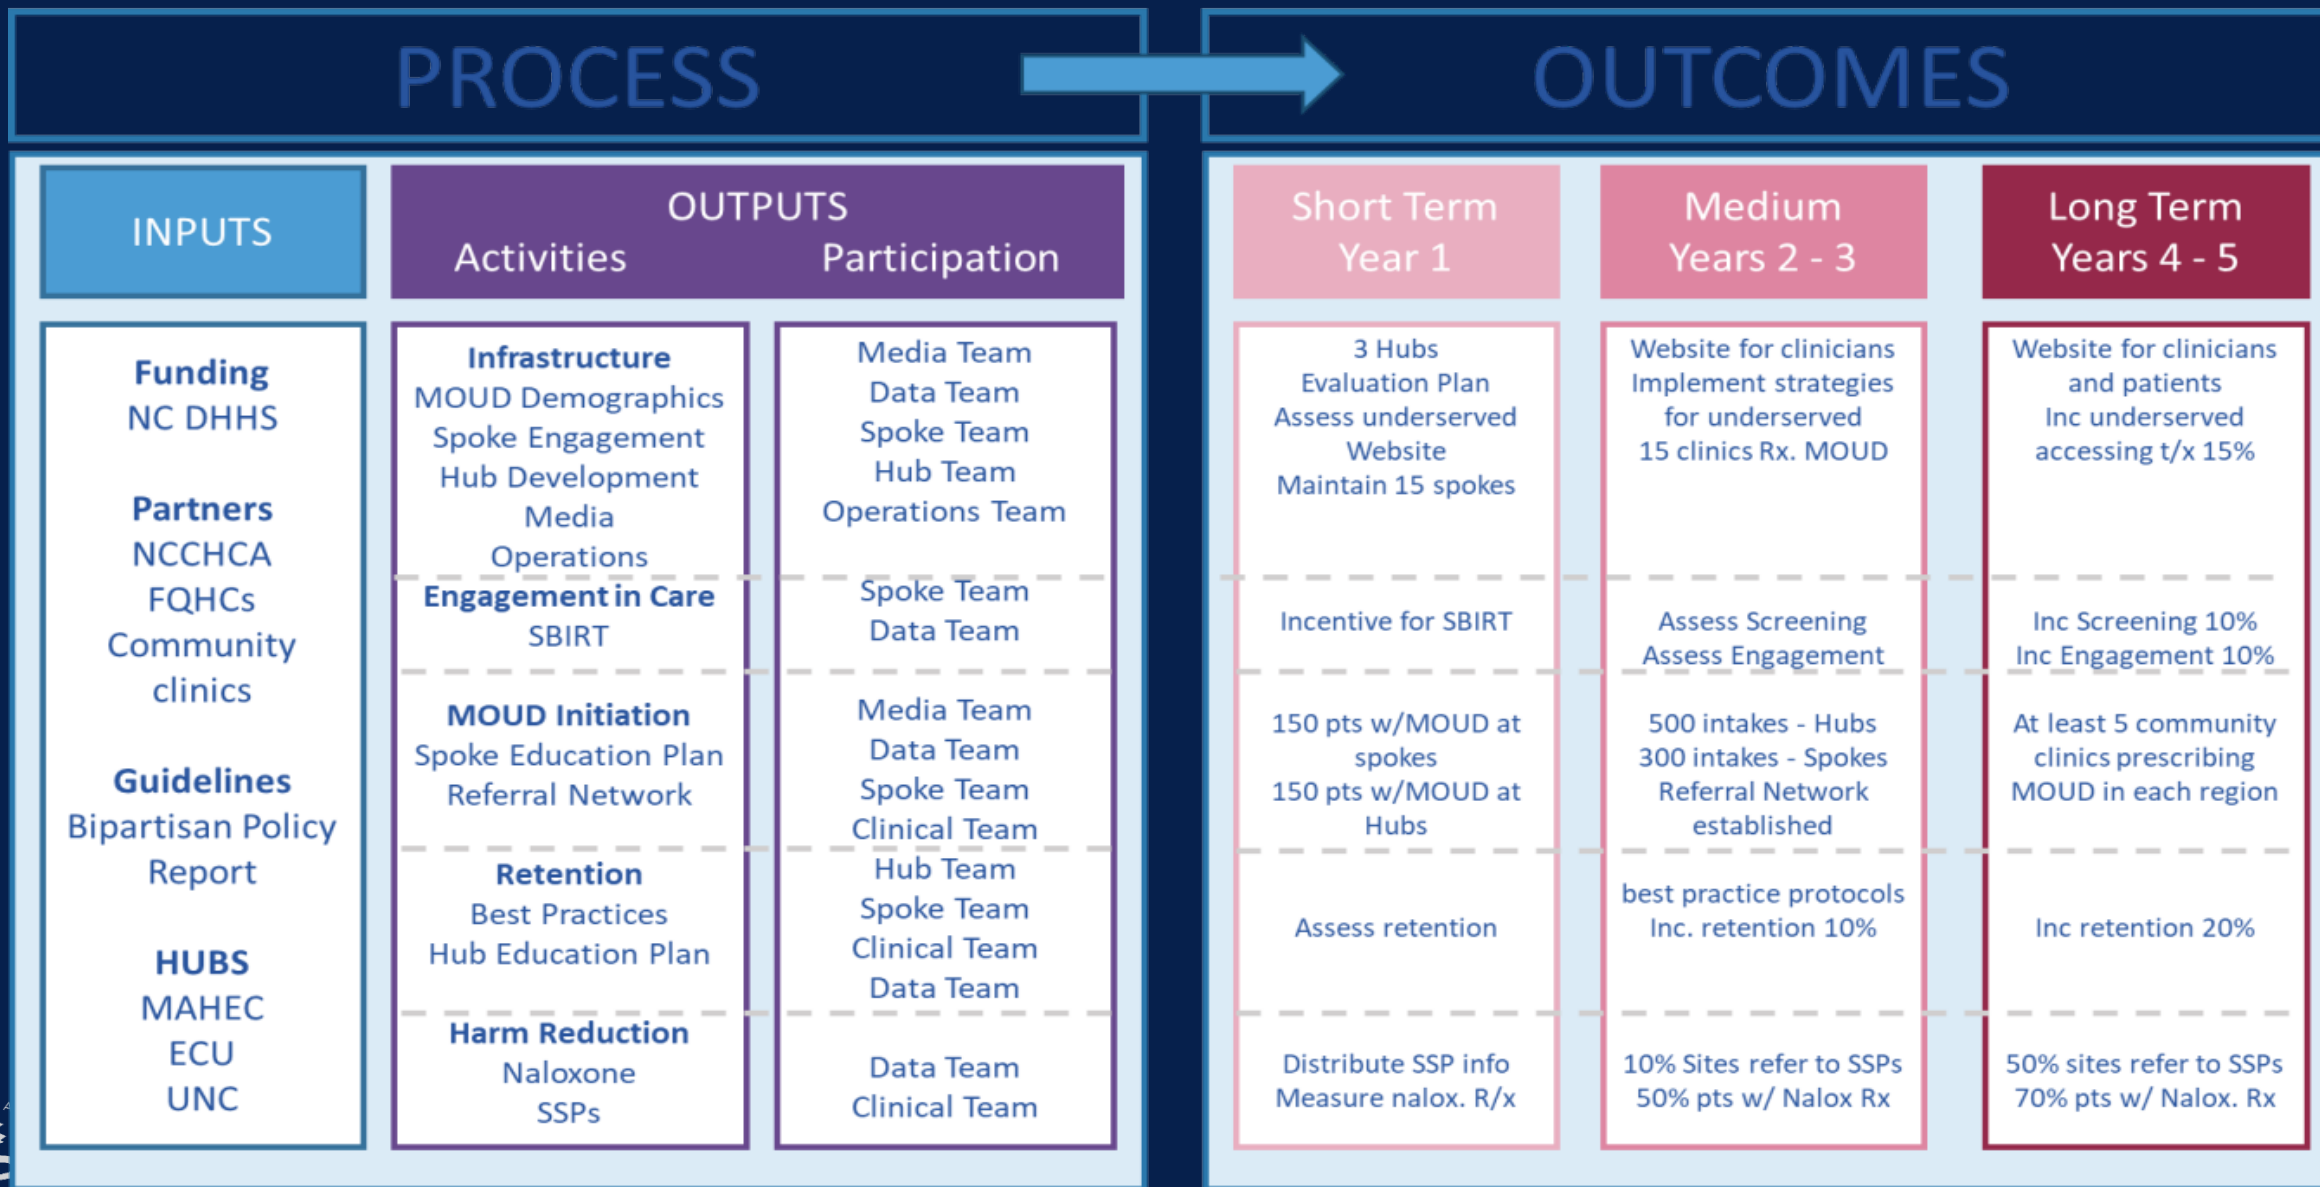 PROCESS
OUTCOMES
INPUTS
OUTPUTS
Activities Participation
Short Term
Year 1
Medium
Years 2 - 3
Long Term
Years 4 - 5
Funding
NC DHHS
Partners
NCCHCA
FQHCs
Community
clinics
Guidelines
Bipartisan Policy
Report
HUBS
MAHEC
ECU
UNC
Infrastructure
MOUD Demographics
Spoke Engagement
Hub Development
Media
Operations
Engagement in Care
SBIRT
MOUD Initiation
Spoke Education Plan
Referral Network
Retention
Best Practices
Hub Education Plan
Harm Reduction
Naloxone
SSPs
Media Team
Data Team
Spoke Team
Hub Team
Operations Team
Spoke Team
Data Team
Media Team
Data Team
Spoke Team
Clinical Team
Hub Team
Spoke Team
Clinical Team
Data Team
Data Team
Clinical Team
3 Hubs
Evaluation Plan
Assess underserved
Website
Maintain 15 spokes
Incentive for SBIRT
150 pts w/MOUD at
spokes
150 pts w/MOUD at
Hubs
Assess retention
Distribute SSP info
Measure nalox. R/x
Website for clinicians
Implement strategies
for underserved
15 clinics Rx. MOUD
Assess Screening
Assess Engagement
500 intakes - Hubs
300 intakes - Spokes
Referral Network
established
best practice protocols
Inc. retention 10%
10% Sites refer to SSPs
50% pts w/ Nalox Rx
Website for clinicians
and patients
Inc underserved
accessing t/x 15%
Inc Screening 10%
Inc Engagement 10%
At least 5 community
clinics prescribing
MOUD in each region
Inc retention 20%
50% sites refer to SSPs
70% pts w/ Nalox. Rx